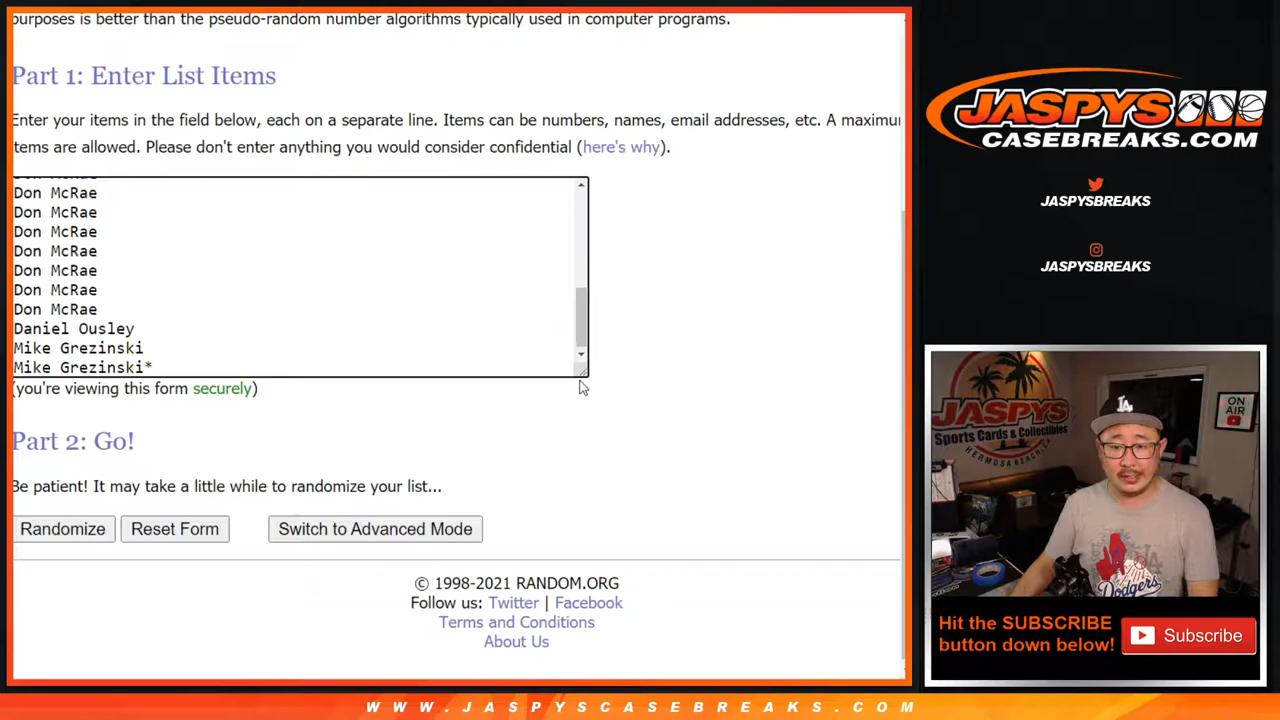 purposes is better than the pseudo-random number algorithms typically used in computer programs.
Part 1: Enter List Items
Enter your items in the field below, each on a separate line. Items can be numbers, names, email addresses, etc. A maximu
tems are allowed. Please don't enter anything you would consider confidential (here's why).
Don McRae
Don McRae
Don McRae
Don McRae
Don McRae
Don McRae
Don McRae
Daniel Ousley
Mike Grezinski
Mike Grezinski*
(you're viewing this form securely)
Part 2: Go!
Be patient! It may take a little while to randomize your list...
Randomize Reset Form Switch to Advanced Mode
© 1998-2021 RANDOM.ORG
Follow us: Twitter | Facebook
Terms and Conditions
About Us
JASPYS
CASEBREAKS.COM
JASPYSBREAKS
JASPYSBREAKS
JASPYS
Sports Cards & Collectibles
HERMOSA BEACH, CA
ON
AIR
LA
Dodgers
Hit the SUBSCRIBE
button down below!
Subscribe
WWW.JASPYSCASEBREAKS.COM